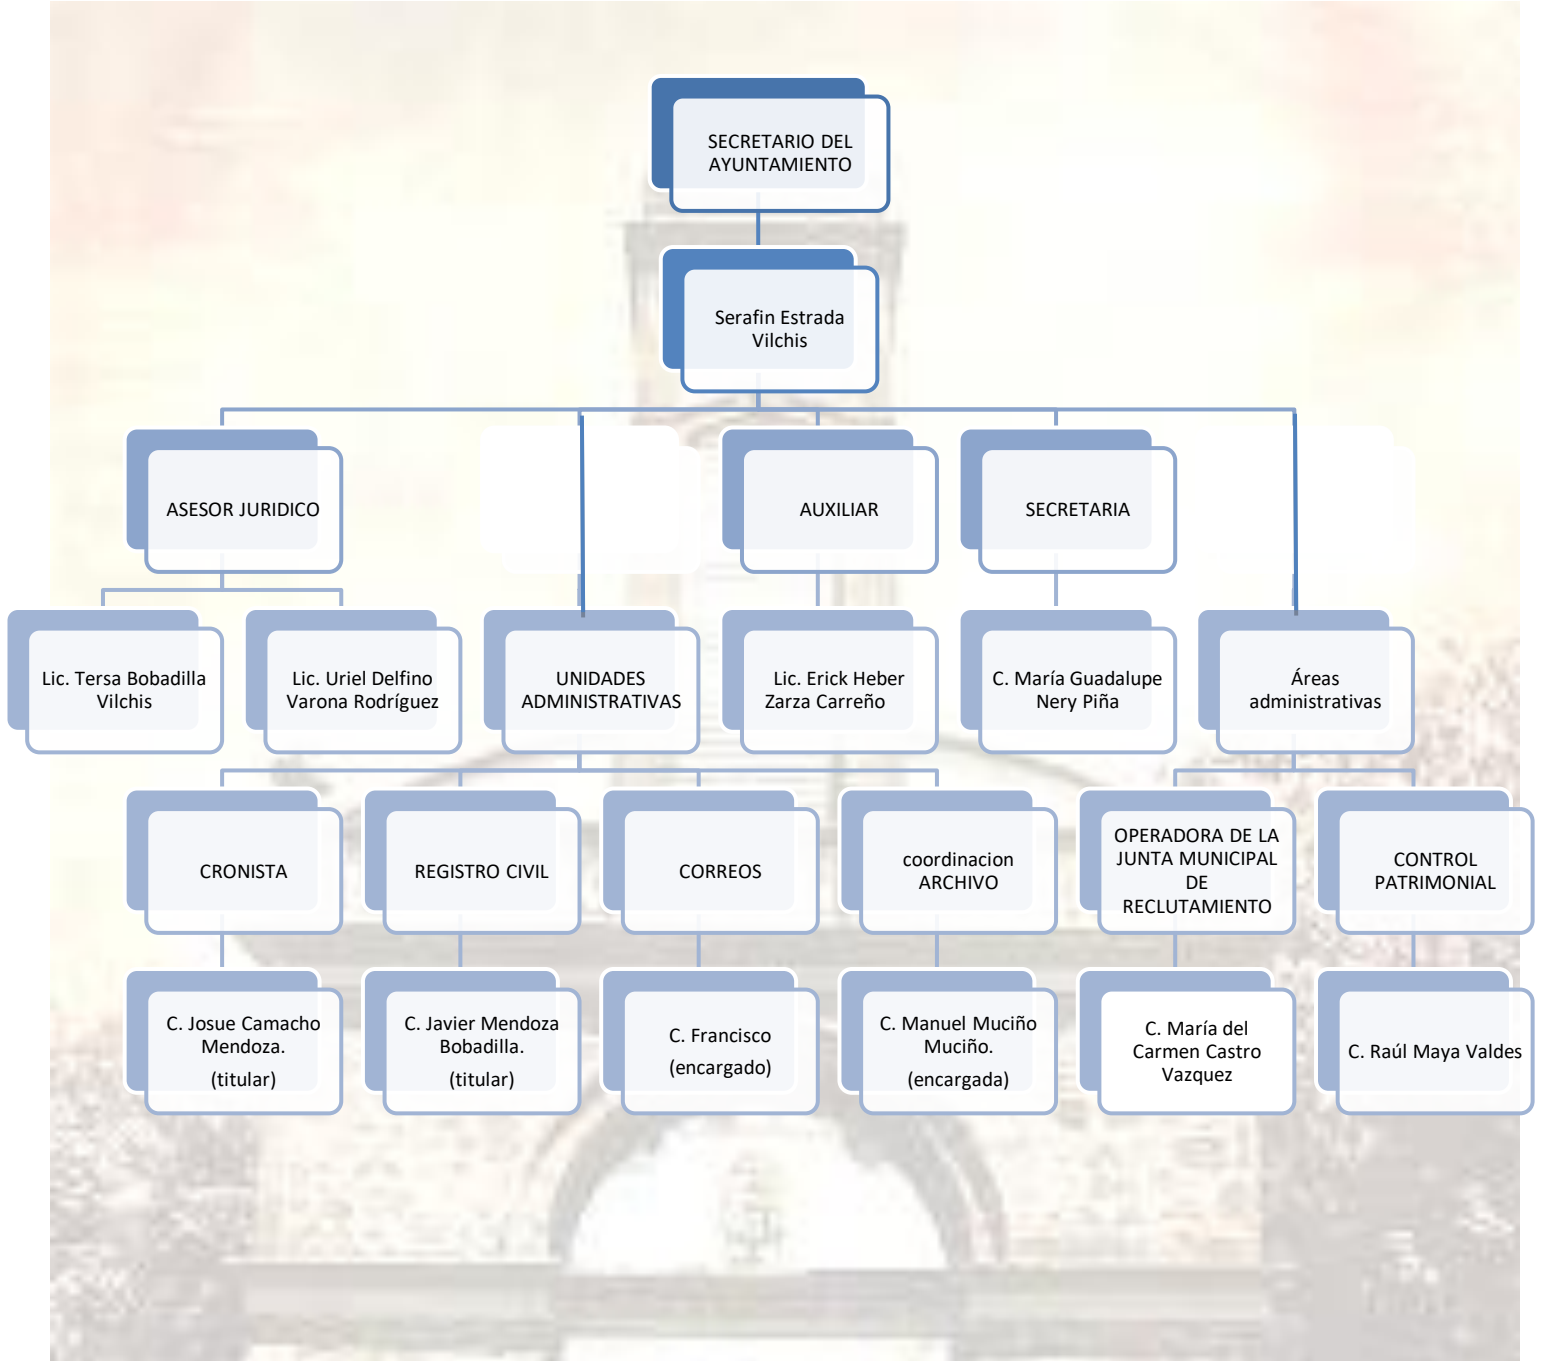 SECRETARIO DEL
AYUNTAMIENTO
Serafin Estrada
Vilchis
ASESOR JURIDICO
AUXILIAR
SECRETARIA
Lic. Tersa Bobadilla
Vilchis
Lic. Uriel Delfino
Varona Rodríguez
UNIDADES
ADMINISTRATIVAS
Lic. Erick Heber
Zarza Carreño
C. María Guadalupe
Nery Piña
Áreas
administrativas
CRONISTA
REGISTRO CIVIL
CORREOS
coordinacion
ARCHIVO
OPERADORA DE LA
JUNTA MUNICIPAL
DE
RECLUTAMIENTO
CONTROL
PATRIMONIAL
C. Josue Camacho
Mendoza.
(titular)
C. Javier Mendoza
Bobadilla.
(titular)
C. Francisco
(encargado)
C. Manuel Muciño
Muciño.
(encargada)
C. María del
Carmen Castro
Vazquez
C. Raúl Maya Valdes